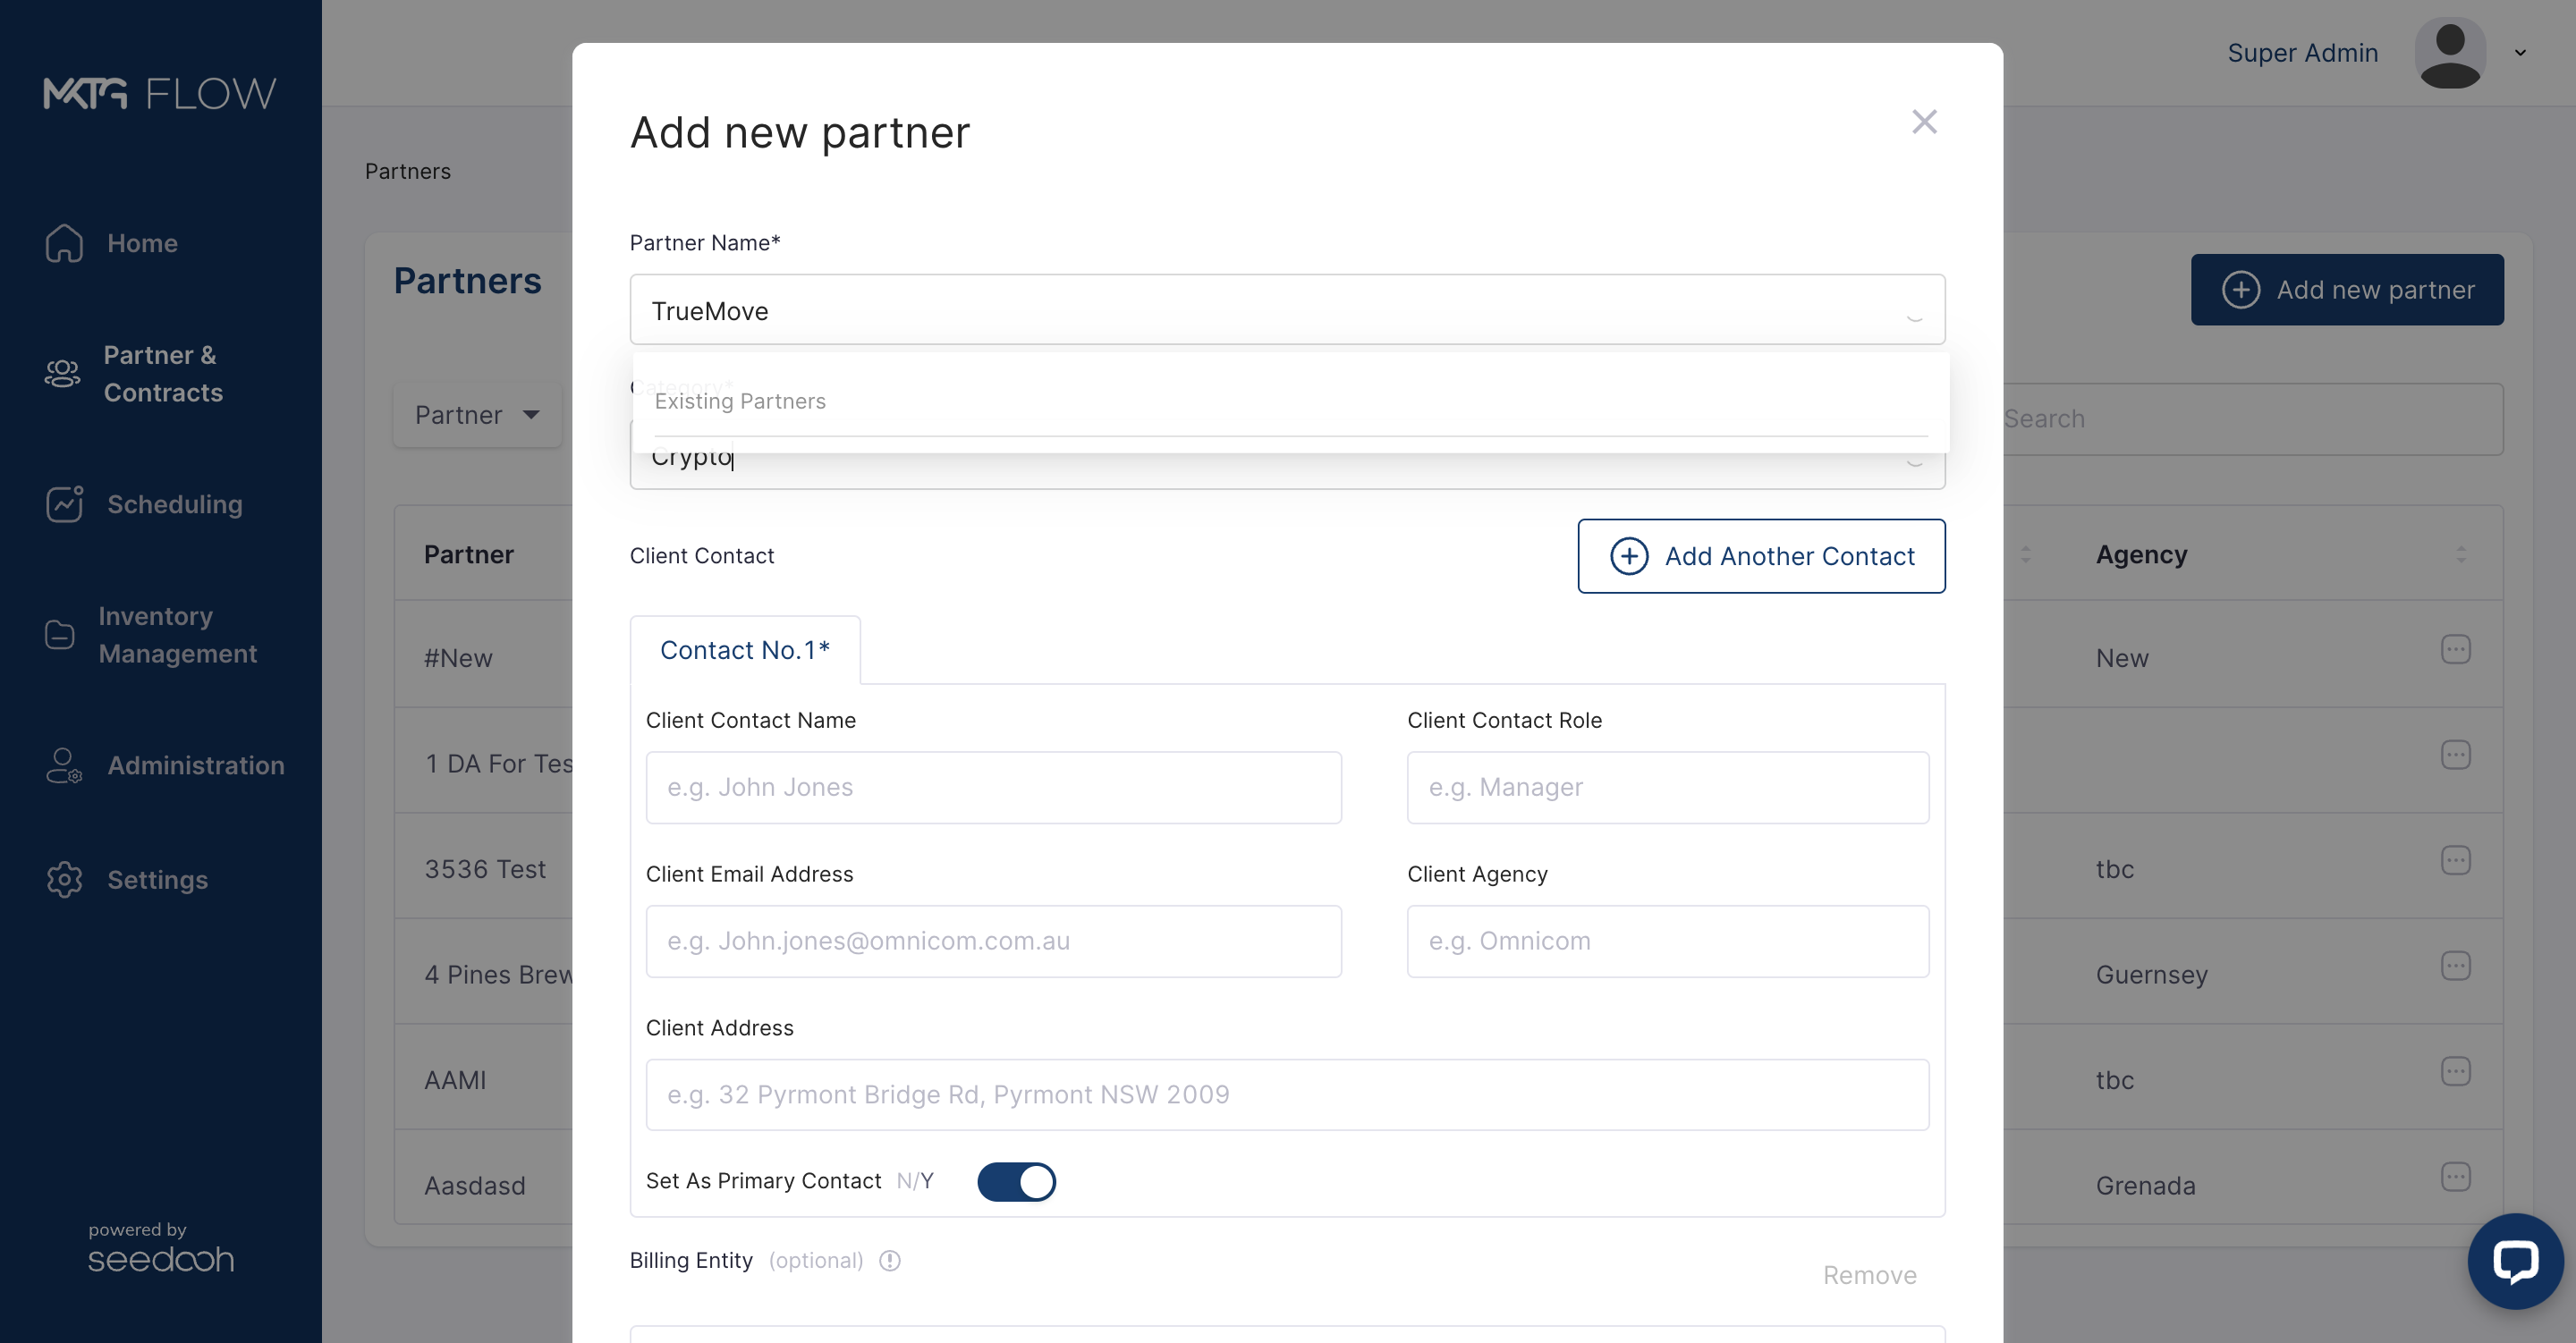 MKTG FLOW
Home
Partner &
Contracts
Scheduling
Inventory
Management
Administration
Settings
powered by
seedooh
Super Admin
Partners
Partners
Add new partner
Partner
Search
Partner
Agency
#New
New
1 DA For Tes
3536 Test
tbc
4 Pines Brew
Guernsey
AAMI
tbc
Aasdasd
Grenada
Add new partner
Partner Name*
TrueMove
Category*
Existing Partners
Crypto
Client Contact
Add Another Contact
Contact No.1*
Client Contact Name
Client Contact Role
e.g. John Jones
e.g. Manager
Client Email Address
Client Agency
e.g. John.jones@omnicom.com.au
e.g. Omnicom
Client Address
e.g. 32 Pyrmont Bridge Rd, Pyrmont NSW 2009
Set As Primary Contact N/Y
Billing Entity (optional)
Remove